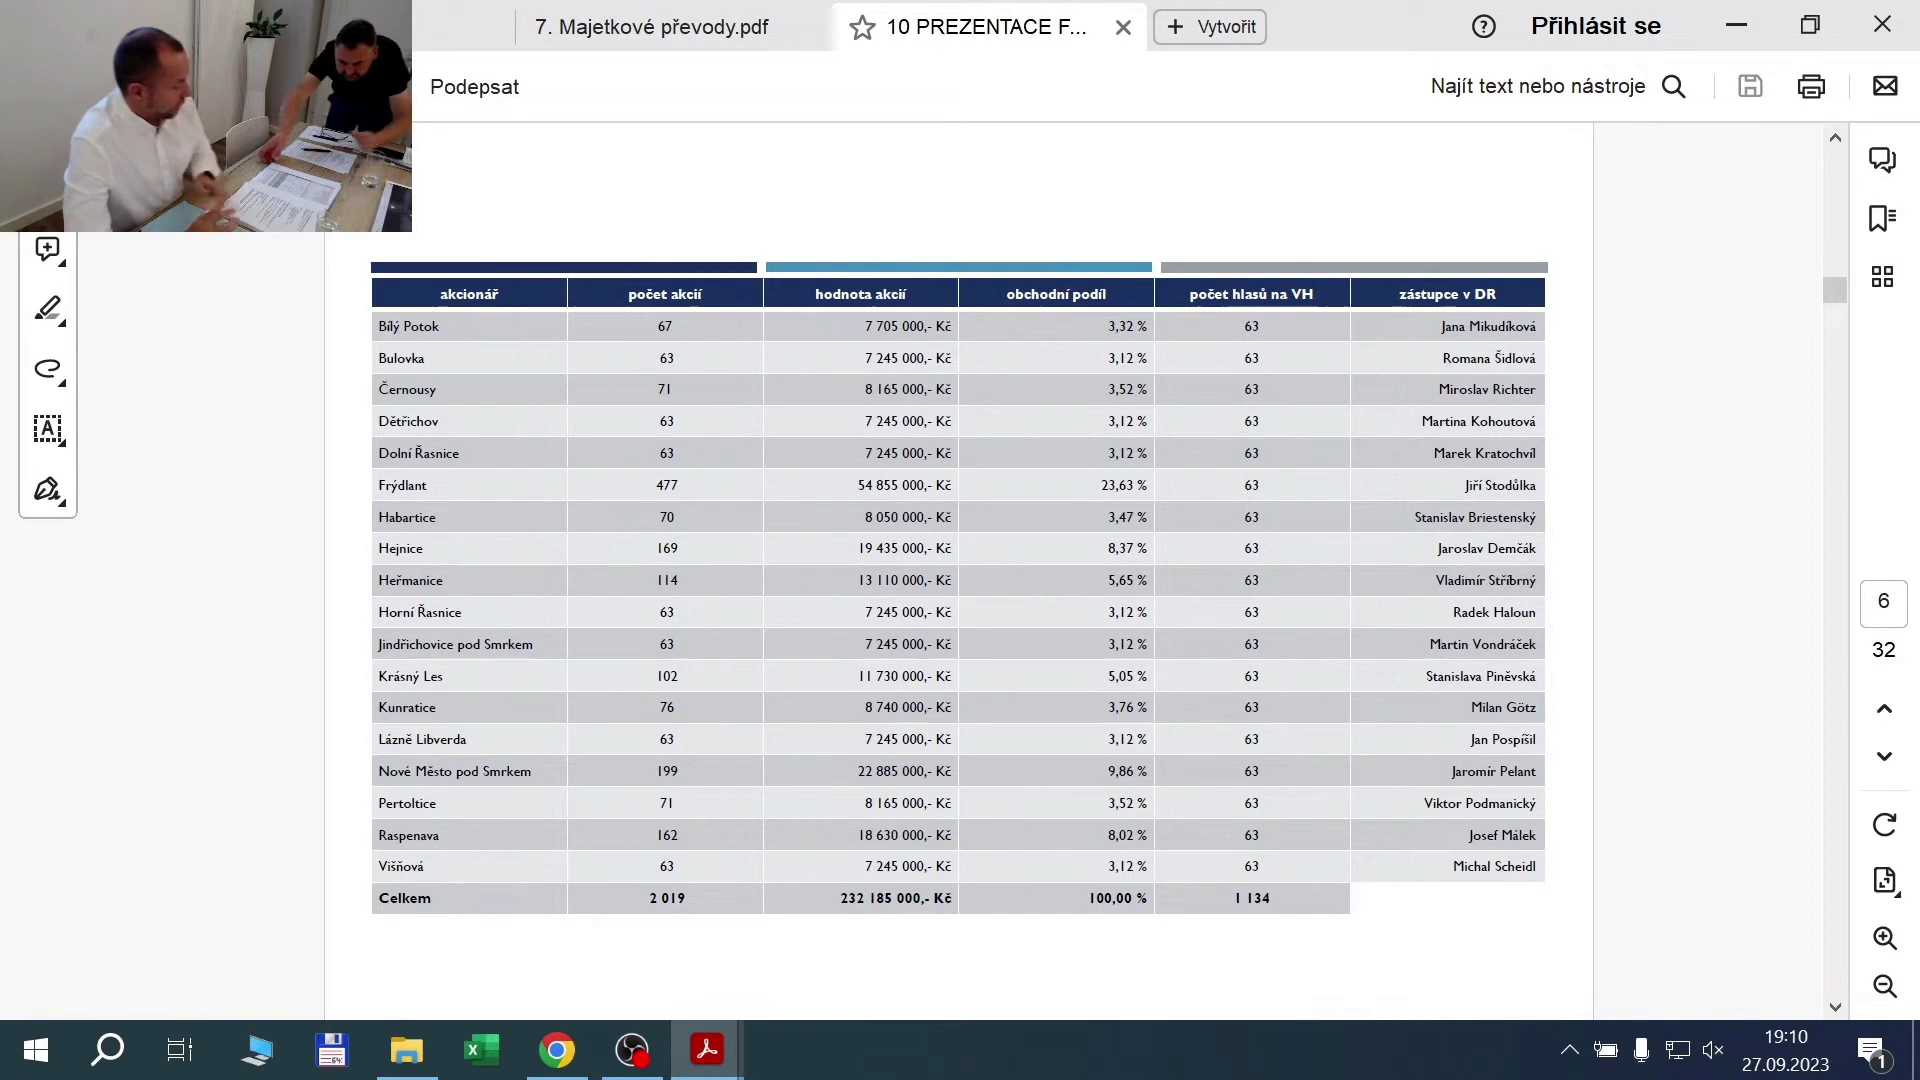 7. Majetkové převody.pdf
10 PREZENTACE F...
Vytvořit
Přihlásit se
Podepsat
Najít text nebo nástroje
akcionář počet akcií hodnota akcií obchodní podíl počet hlasů na VH zástupce v DR
Bílý Potok 67 7 705 000,- Kč 3,32 % 63 Jana Mikudíková
Bulovka 63 7 245 000,- Kč 3,12 % 63 Romana Šidlová
Černousy 71 8 165 000,- Kč 3,52 % 63 Miroslav Richter
Dětřichov 63 7 245 000,- Kč 3,12 % 63 Martina Kohoutová
Dolní Řasnice 63 7 245 000,- Kč 3,12 % 63 Marek Kratochvíl
Frýdlant 477 54 855 000,- Kč 23,63 % 63 Jiří Stodůlka
Habartice 70 8 050 000,- Kč 3,47 % 63 Stanislav Briestenský
Hejnice 169 19 435 000,- Kč 8,37 % 63 Jaroslav Demčák
Heřmanice 114 13 110 000,- Kč 5,65 % 63 Vladimír Stříbrný
Horní Řasnice 63 7 245 000,- Kč 3,12 % 63 Radek Haloun
Jindřichovice pod Smrkem 63 7 245 000,- Kč 3,12 % 63 Martin Vondráček
Krásný Les 102 11 730 000,- Kč 5,05 % 63 Stanislava Piněvská
Kunratice 76 8 740 000,- Kč 3,76 % 63 Milan Götz
Lázně Libverda 63 7 245 000,- Kč 3,12 % 63 Jan Pospíšil
Nové Město pod Smrkem 199 22 885 000,- Kč 9,86 % 63 Jaromír Pelant
Pertoltice 71 8 165 000,- Kč 3,52 % 63 Viktor Podmanický
Raspenava 162 18 630 000,- Kč 8,02 % 63 Josef Málek
Višňová 63 7 245 000,- Kč 3,12 % 63 Michal Scheidl
Celkem 2 019 232 185 000,- Kč 100,00 % 1 134
6
32
19:10
27.09.2023
1